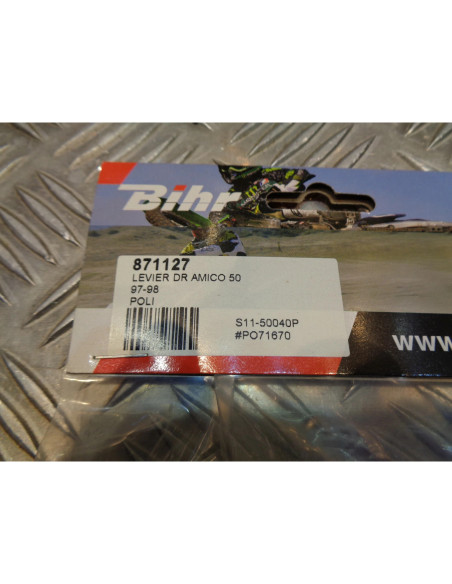 Bihr
871127
LEVIER DR AMICO 50
97-98
POLI
S11-50040P
#PO71670
www.